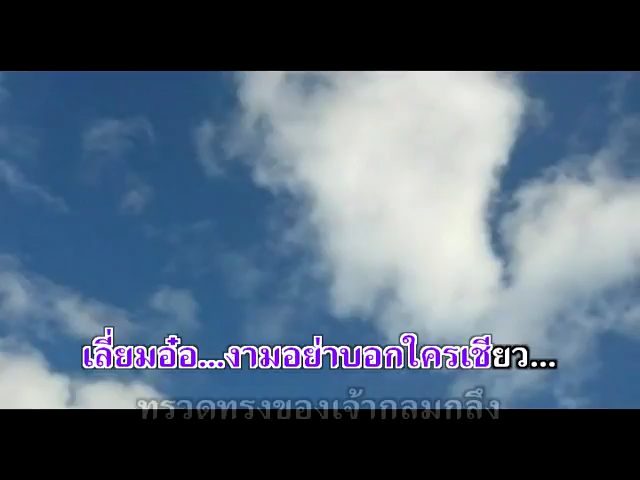 เลี่ยมอ๋อ...งามอย่าบอกใครเชียว...
ทรวดทรงของเจ้ากลมกลึง